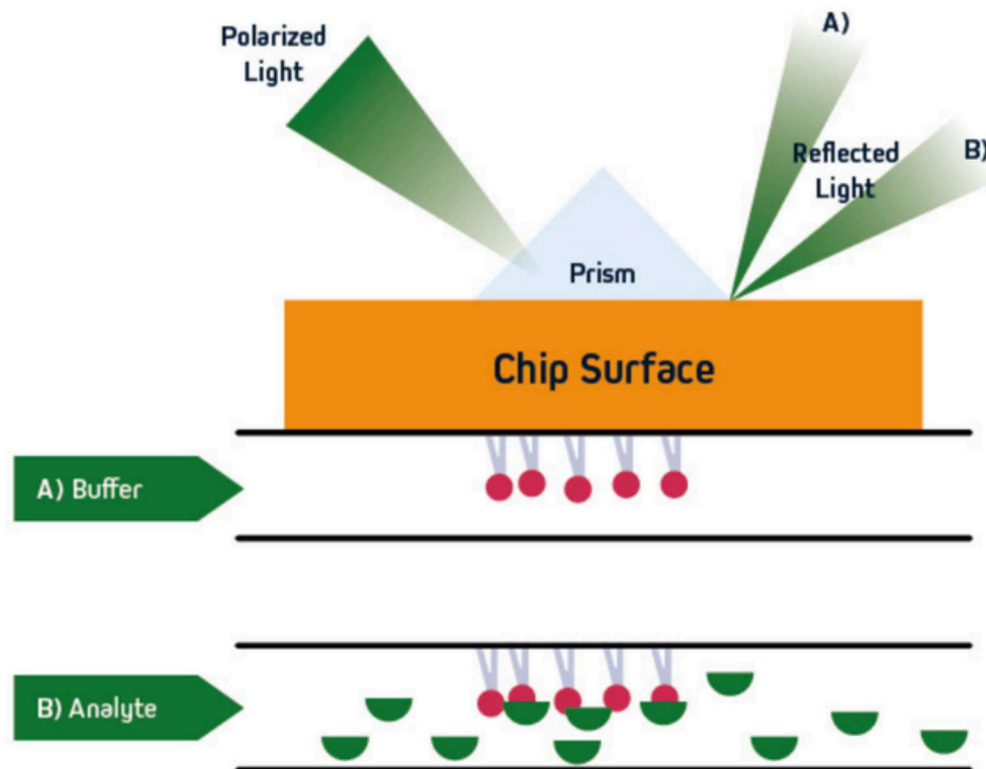 Polarized
Light
A)
Reflected
Light
B)
Prism
Chip Surface
A) Buffer
B) Analyte